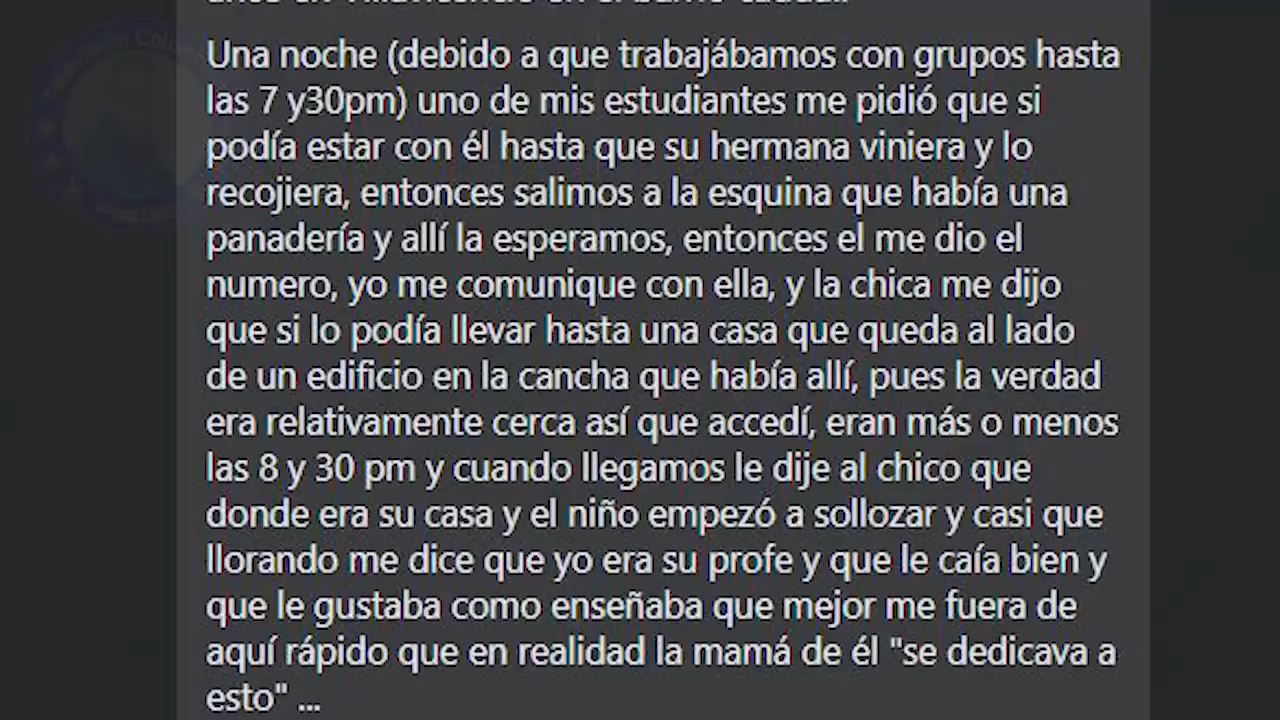 Una noche (debido a que trabajábamos con grupos hasta
las 7 y30pm) uno de mis estudiantes me pidió que si
podía estar con él hasta que su hermana viniera y lo
recojiera, entonces salimos a la esquina que había una
panadería y allí la esperamos, entonces el me dio el
numero, yo me comunique con ella, y la chica me dijo
que si lo podía llevar hasta una casa que queda al lado
de un edificio en la cancha que había allí, pues la verdad
era relativamente cerca así que accedí, eran más o menos
las 8 y 30 pm y cuando llegamos le dije al chico que
donde era su casa y el niño empezó a sollozar y casi que
llorando me dice que yo era su profe y que le caía bien y
que le gustaba como enseñaba que mejor me fuera de
aquí rápido que en realidad la mamá de él "se dedicava a
esto" ...